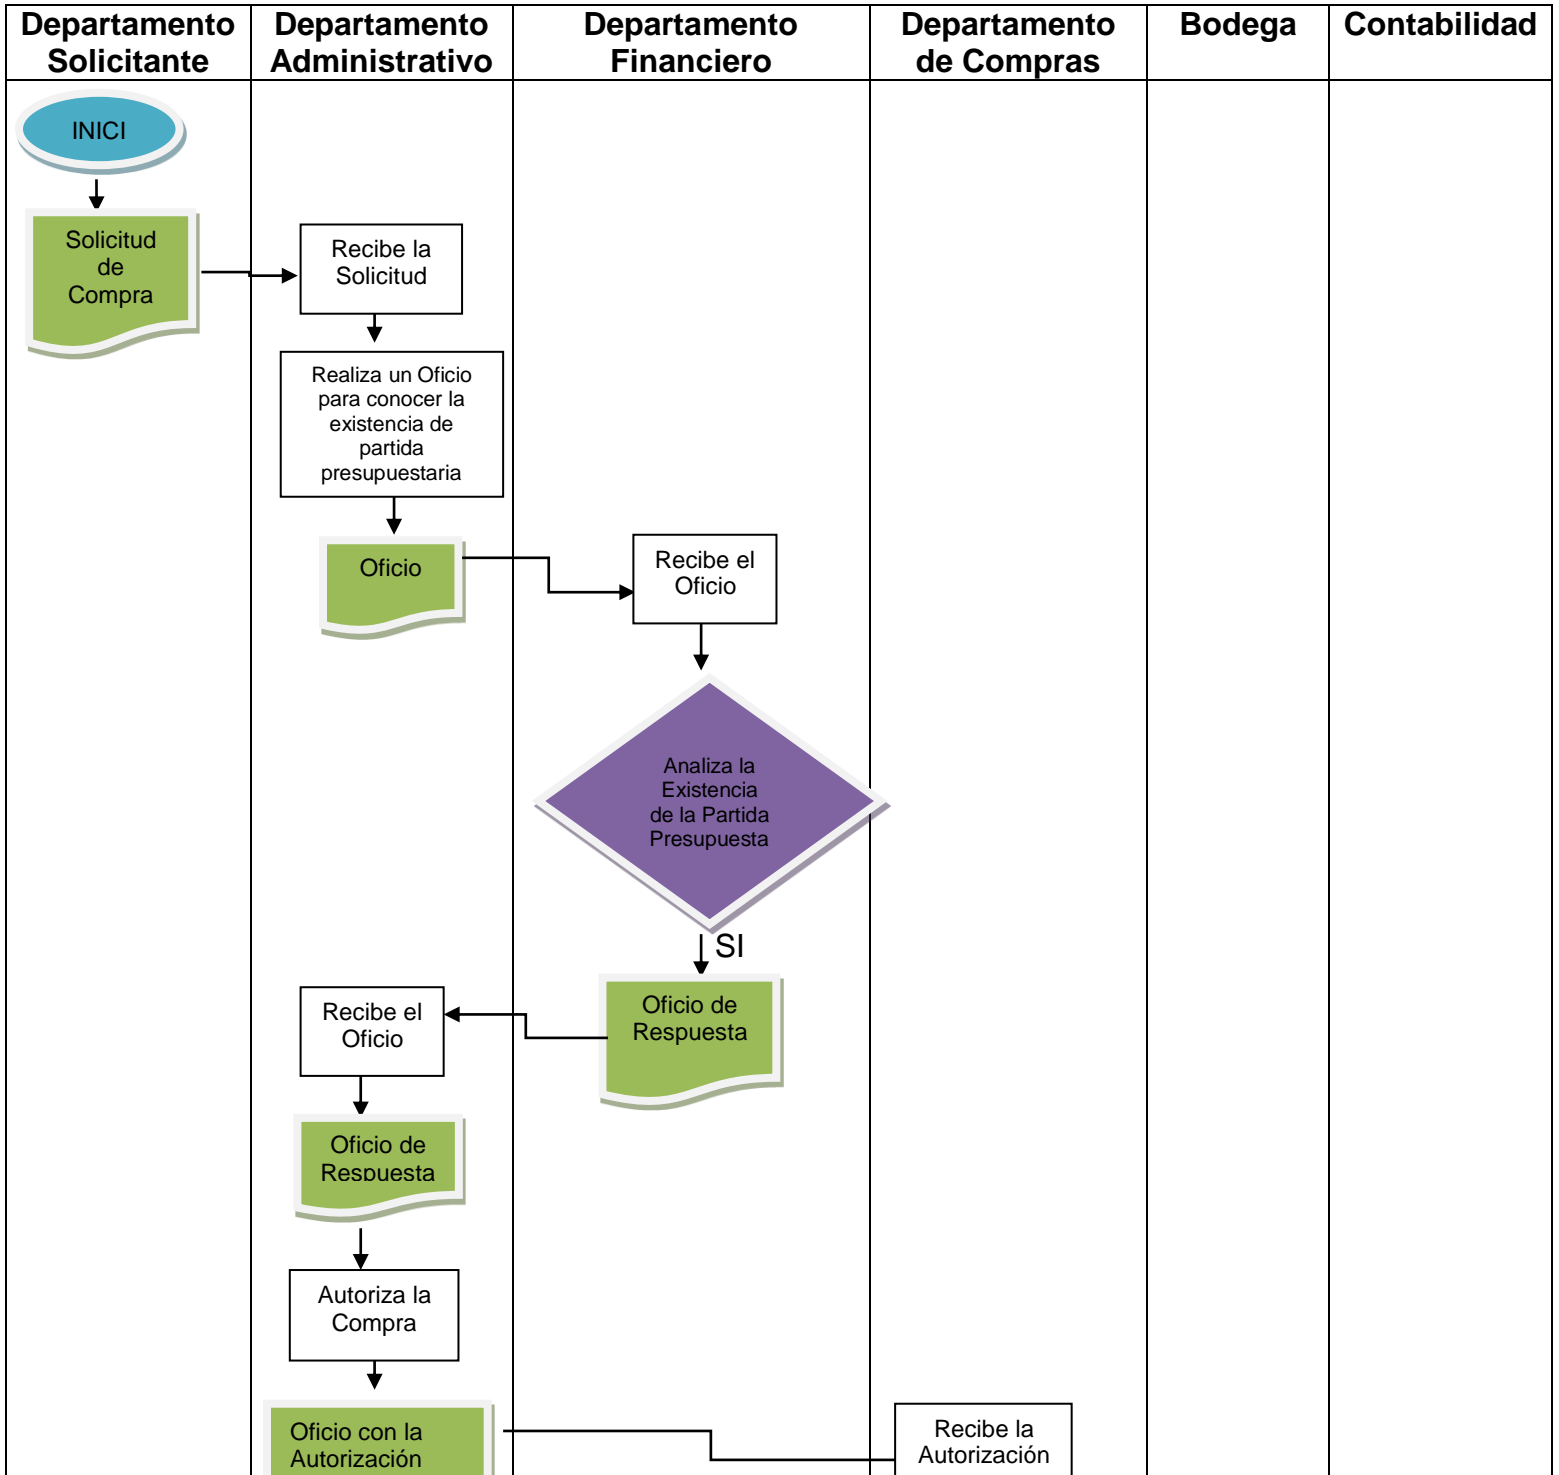 Departamento
Solicitante
Departamento
Administrativo
Departamento
Financiero
Departamento
de Compras
Bodega
Contabilidad
INICI
Solicitud
de
Compra
Recibe la
Solicitud
Realiza un Oficio
para conocer la
existencia de
partida
presupuestaria
Oficio
Recibe el
Oficio
Analiza la
Existencia
de la Partida
Presupuesta
SI
Oficio de
Respuesta
Recibe el
Oficio
Oficio de
Respuesta
Autoriza la
Compra
Oficio con la
Autorización
Recibe la
Autorización